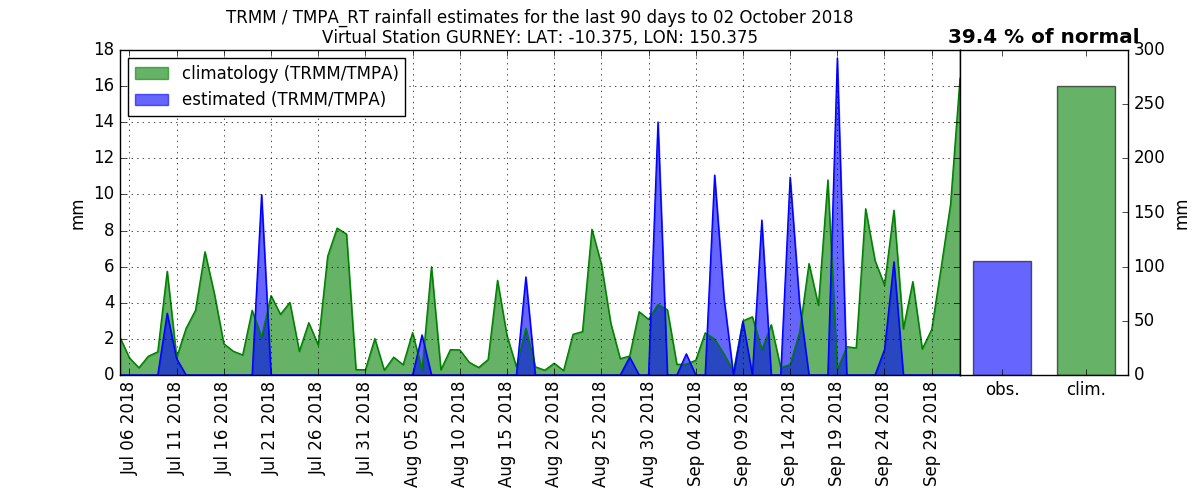 TRMM / TMPA_RT rainfall estimates for the last 90 days to 02 October 2018
Virtual Station GURNEY: LAT: -10.375, LON: 150.375
39.4 % of normal
climatology (TRMM/TMPA)
estimated (TRMM/TMPA)
mm
18
16
14
12
10
8
6
4
2
0
Jul 06 2018
Jul 11 2018
Jul 16 2018
Jul 21 2018
Jul 26 2018
Jul 31 2018
Aug 05 2018
Aug 10 2018
Aug 15 2018
Aug 20 2018
Aug 25 2018
Aug 30 2018
Sep 04 2018
Sep 09 2018
Sep 14 2018
Sep 19 2018
Sep 24 2018
Sep 29 2018
obs.
clim.
300
250
200
150
100
50
0
mm